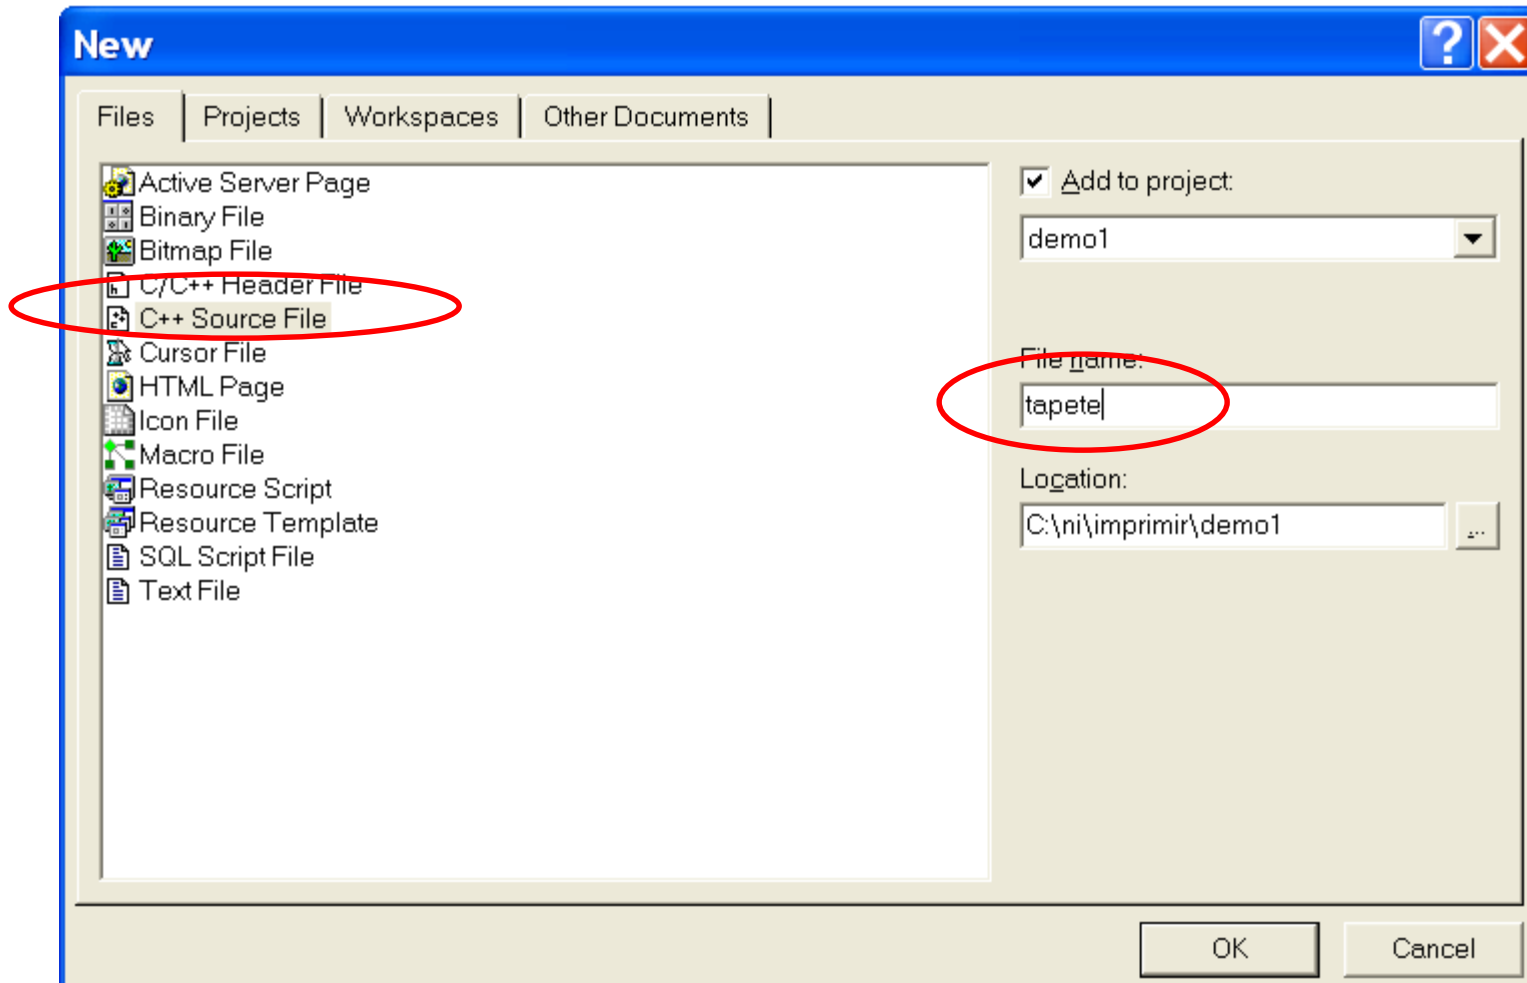 New
Files
Projects
Workspaces
Other Documents
Active Server Page
Binary File
Bitmap File
C/C++ Header File
C++ Source File
Cursor File
HTML Page
Icon File
Macro File
Resource Script
Resource Template
SQL Script File
Text File
Add to project:
demo1
File name:
tapete
Location:
C:\ni\imprimir\demo1
...
OK
Cancel